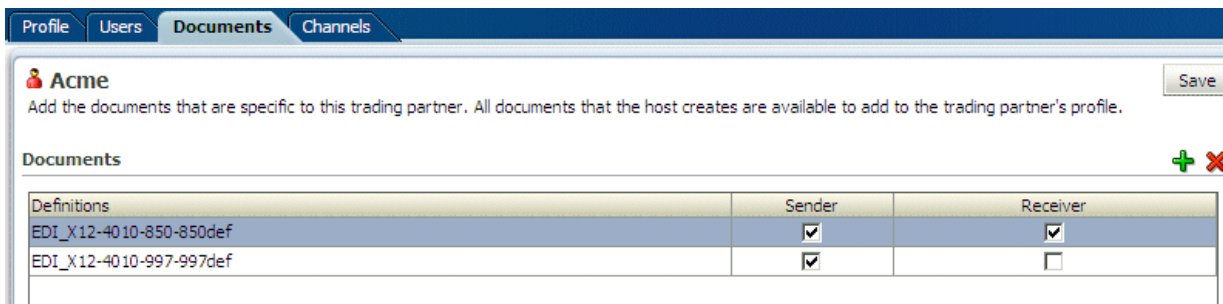 Profile Users Documents Channels
Acme
Save
Add the documents that are specific to this trading partner. All documents that the host creates are available to add to the trading partner's profile.
Documents
Definitions Sender Receiver
EDI_X12-4010-850-850def
EDI_X12-4010-997-997def